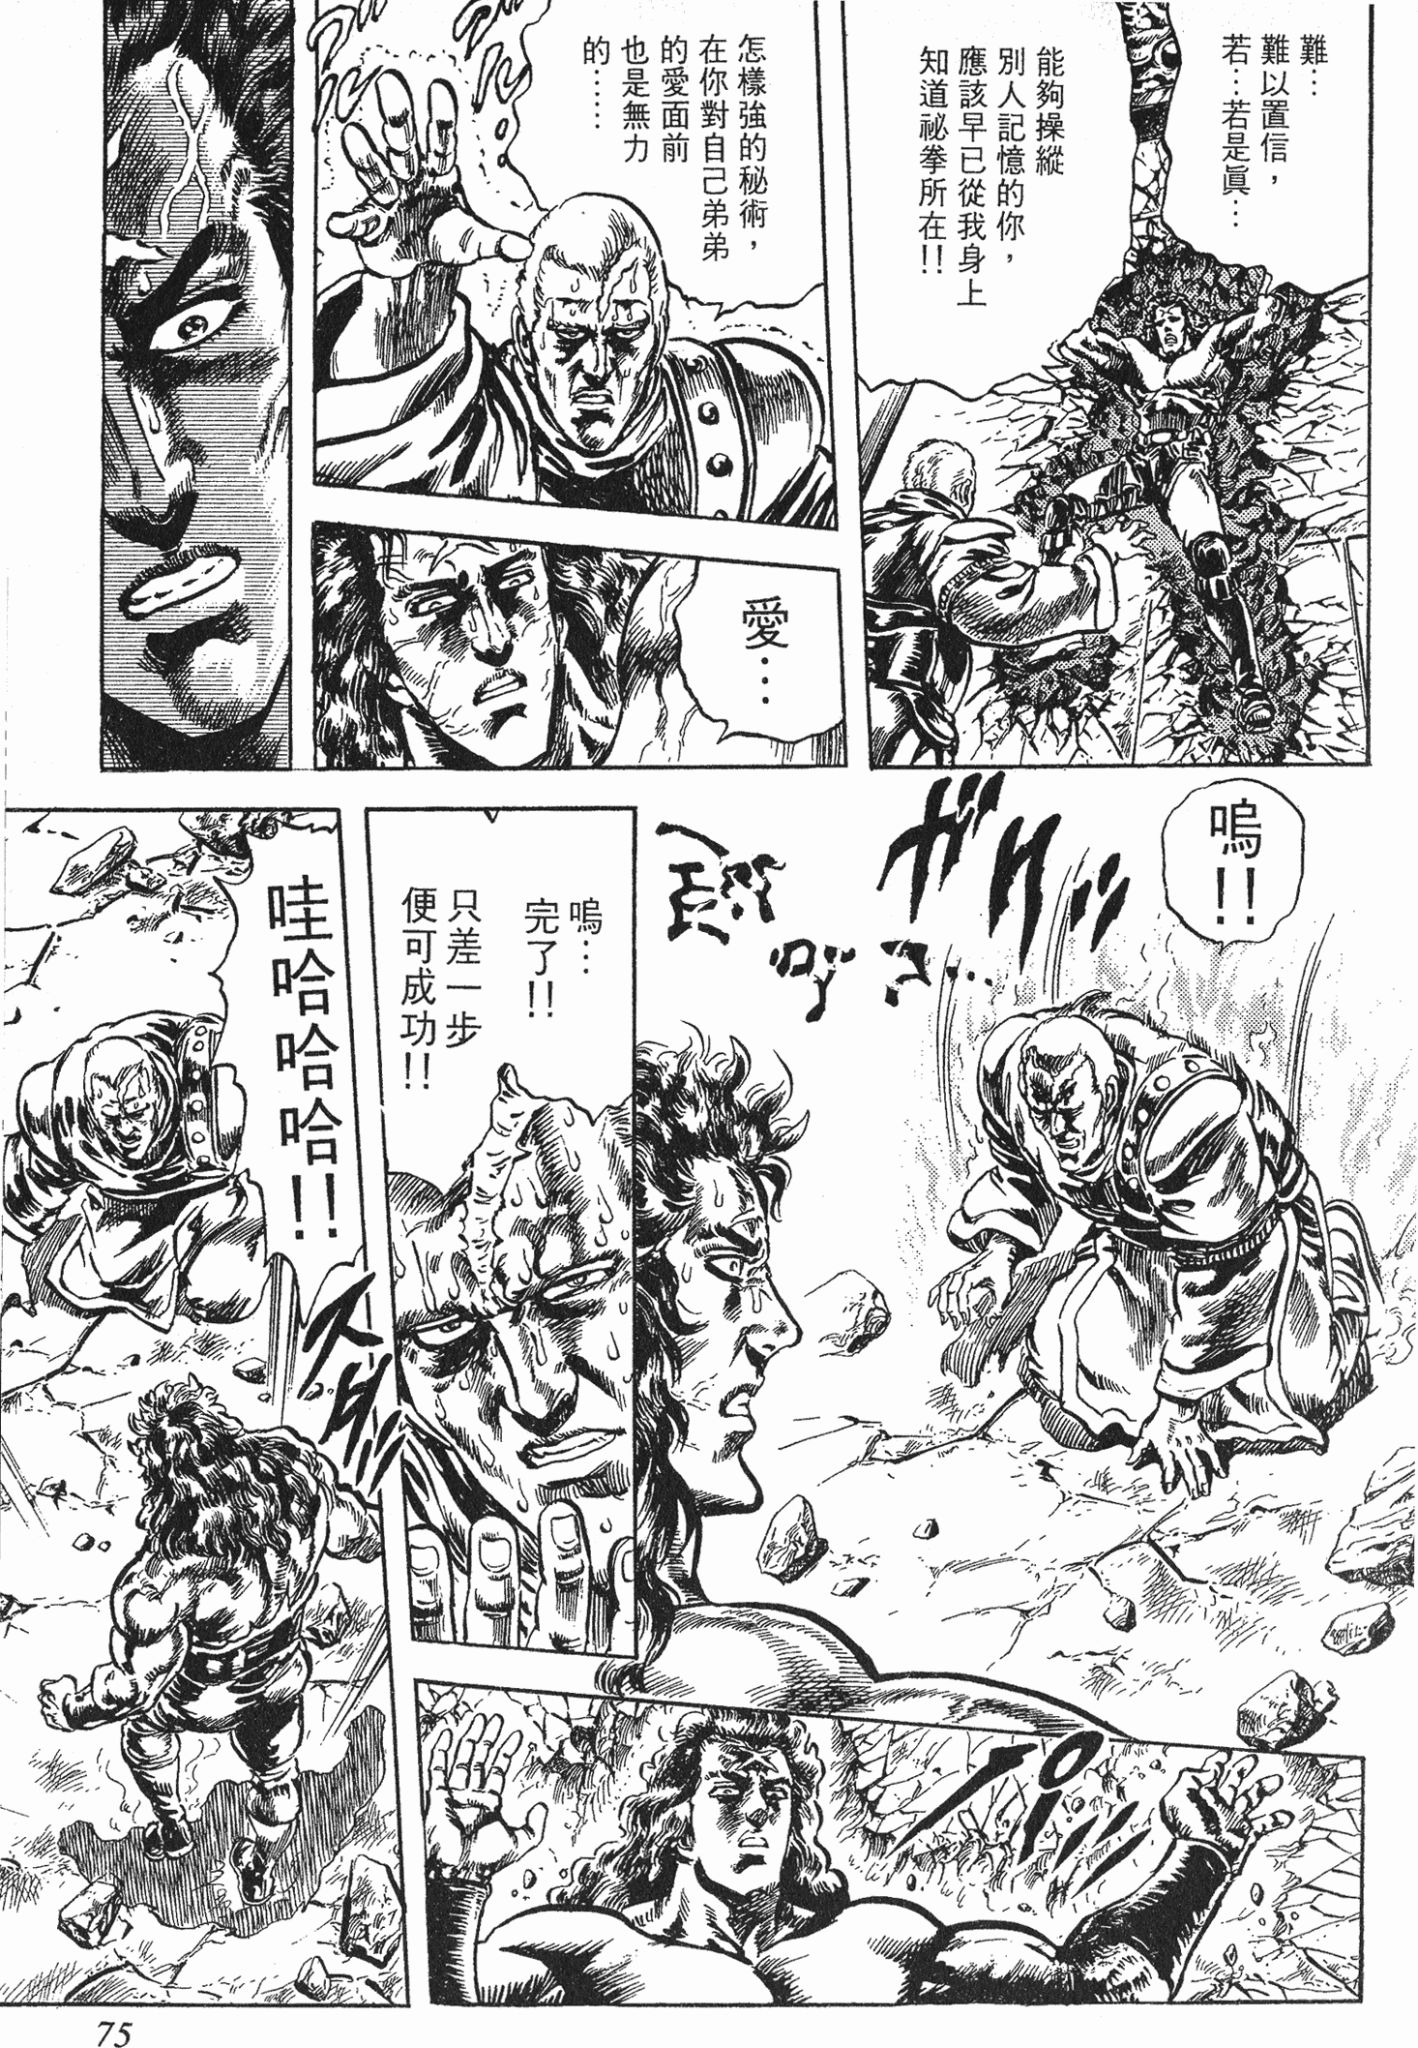 難…
難以置信，
若…若是眞…
能夠操縱
別人記憶的你，
應該早已從我身上
知道祕拳所在!!
怎樣強的秘術，
在你對自己弟弟
的愛面前
也是無力
的……
愛…
嗚!!
嗚…
完了!!
只差一步
便可成功!!
哇哈哈哈!!
75